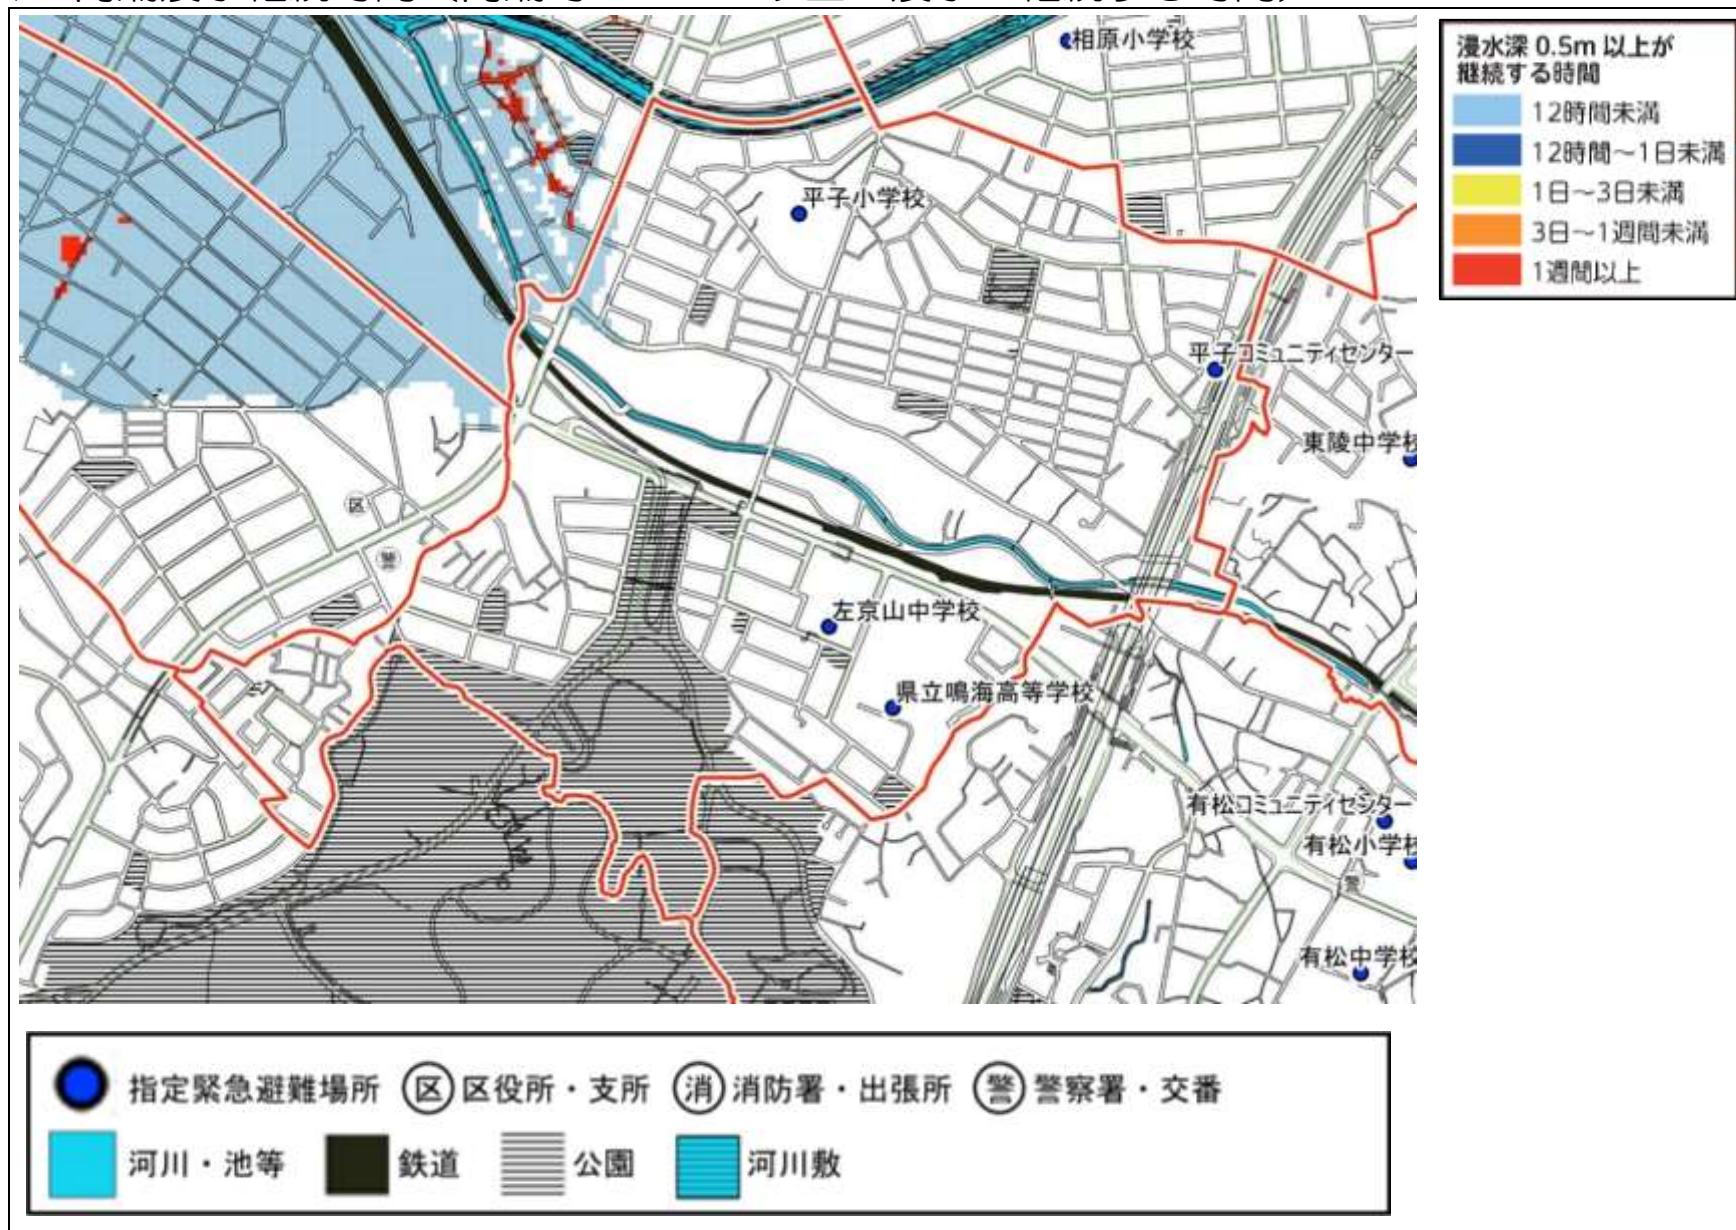 相原小学校
浸水深 0.5m 以上が
継続する時間
12時間未満
12時間～1日未満
1日～3日未満
3日～1週間未満
1週間以上
平子小学校
平子コミュニティセンター
東陵中学校
区
警
左京山中学校
県立鳴海高等学校
有松コミュニティセンター
有松小学校
警
有松中学校
指定緊急避難場所 区 区役所・支所 消 消防署・出張所 警 警察署・交番
河川・池等 鉄道 公園 河川敷